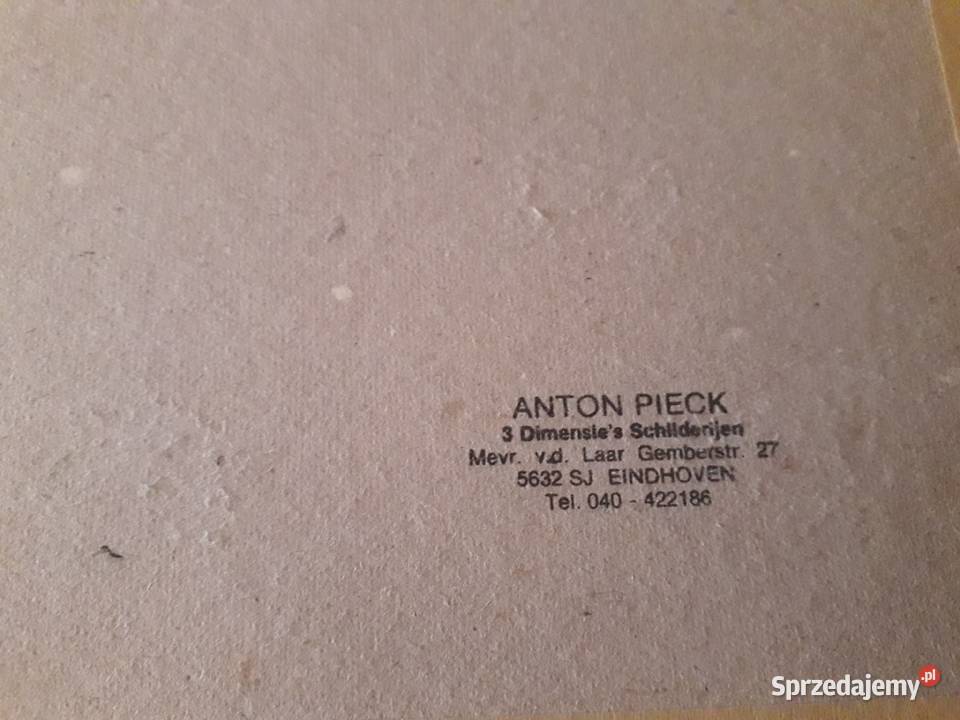 ANTON PIECK
3 Dimensie's Schilderijen
Mevr. v.d. Laar Gemberstr. 27
5632 SJ EINDHOVEN
Tel. 040 - 422186
Sprzedajemy.pl